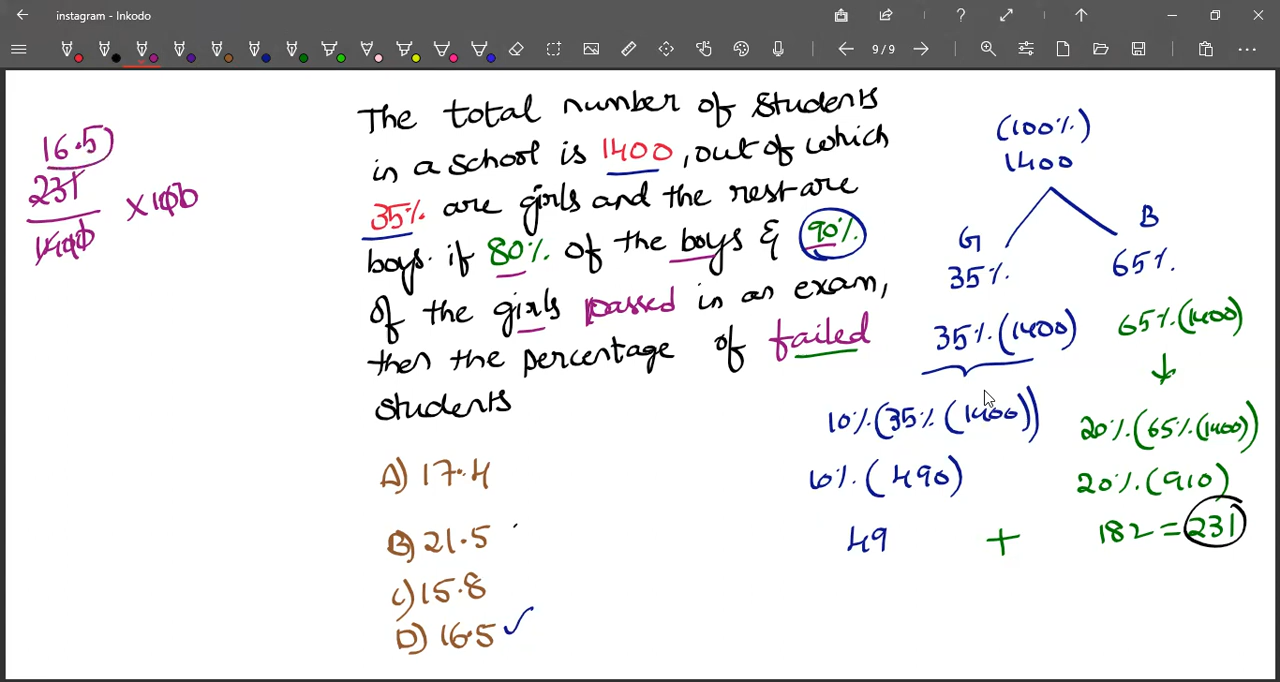 instagram - Inkodo
9/9
16.5
231
1400
×100
The total number of Students
in a School is 1400, out of which
35% are girls and the rest are
boys. if 80% of the boys & 90%
of the girls passed in an exam,
then the percentage of failed
students
A) 17.4
B) 21.5
C) 15.8
D) 16.5 ✓
(100%)
1400
G
B
35%
65%
35% (1400)
65% (1400)
10% (35% (1400))
20% (65% (1400))
10% (490)
20% (910)
49 + 182 = 231